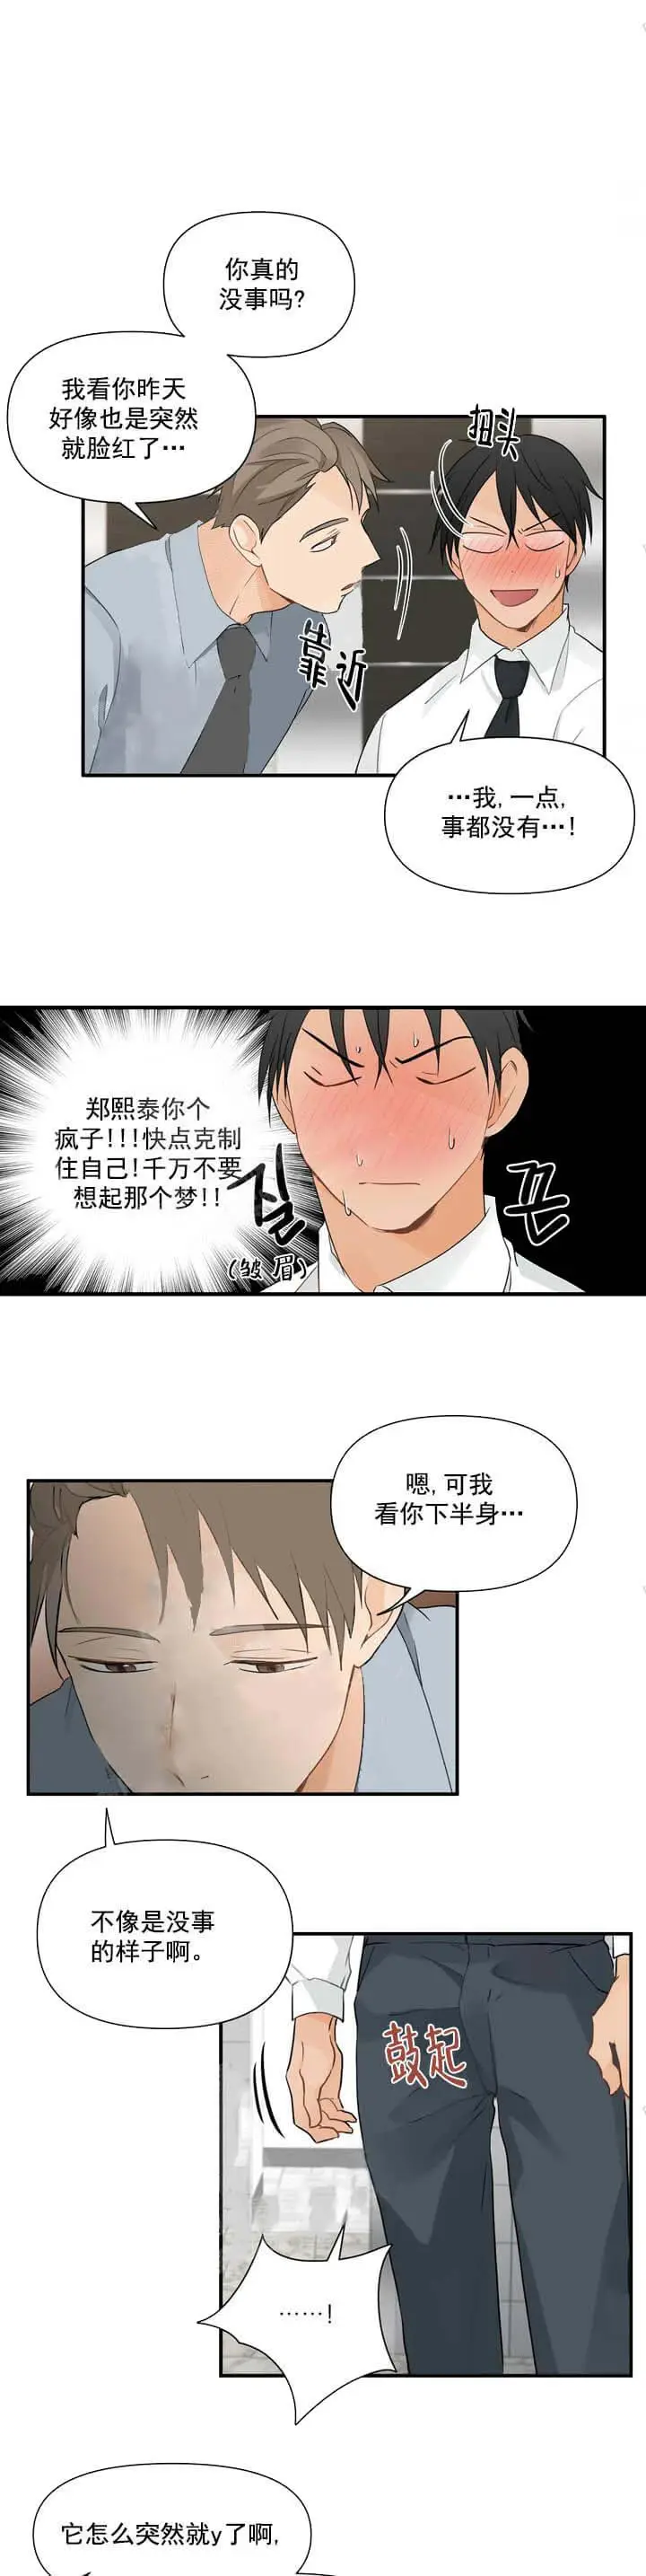 你真的
没事吗?
我看你昨天
好像也是突然
就脸红了…
扭头
靠近
…我,一点,
事都没有…!
郑熙泰你个
疯子!!!快点克制
住自己!千万不要
想起那个梦!!
(皱眉)
嗯,可我
看你下半身…
不像是没事
的样子啊。
鼓起
……!
它怎么突然就y了啊,